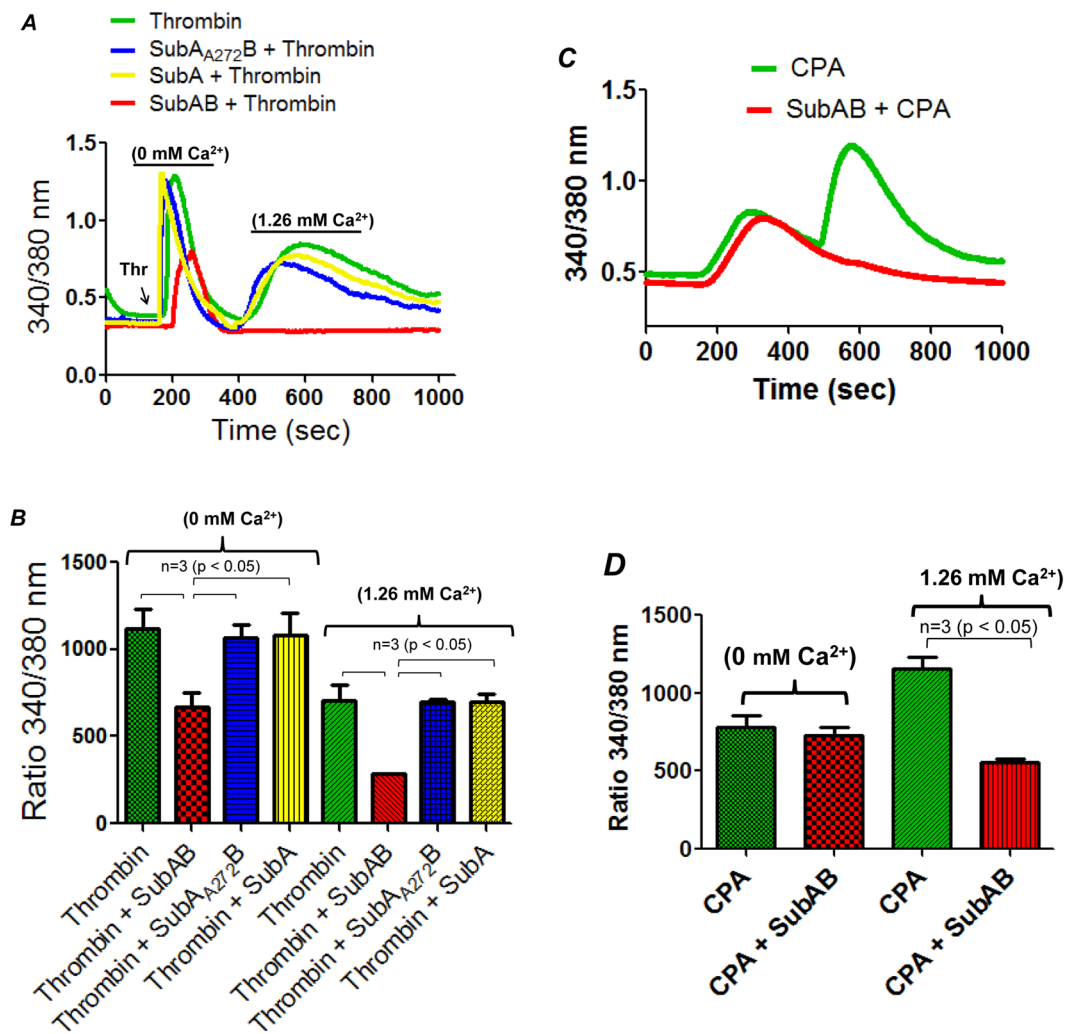 A
Thrombin
SubA_A272B + Thrombin
SubA + Thrombin
SubAB + Thrombin
340/380 nm
1.5
1.0
0.5
0.0
(0 mM Ca²⁺)
(1.26 mM Ca²⁺)
Thr
0 200 400 600 800 1000
Time (sec)
C
CPA
SubAB + CPA
340/380 nm
1.5
1.0
0.5
0 200 400 600 800 1000
Time (sec)
B
(0 mM Ca²⁺)
n=3 (p < 0.05)
(1.26 mM Ca²⁺)
n=3 (p < 0.05)
Ratio 340/380 nm
1500
1000
500
0
Thrombin
Thrombin + SubAB
Thrombin + SubA_A272B
Thrombin + SubA
Thrombin
Thrombin + SubAB
Thrombin + SubA_A272B
Thrombin + SubA
D
1.26 mM Ca²⁺)
n=3 (p < 0.05)
(0 mM Ca²⁺)
Ratio 340/380 nm
1500
1000
500
0
CPA
CPA + SubAB
CPA
CPA + SubAB